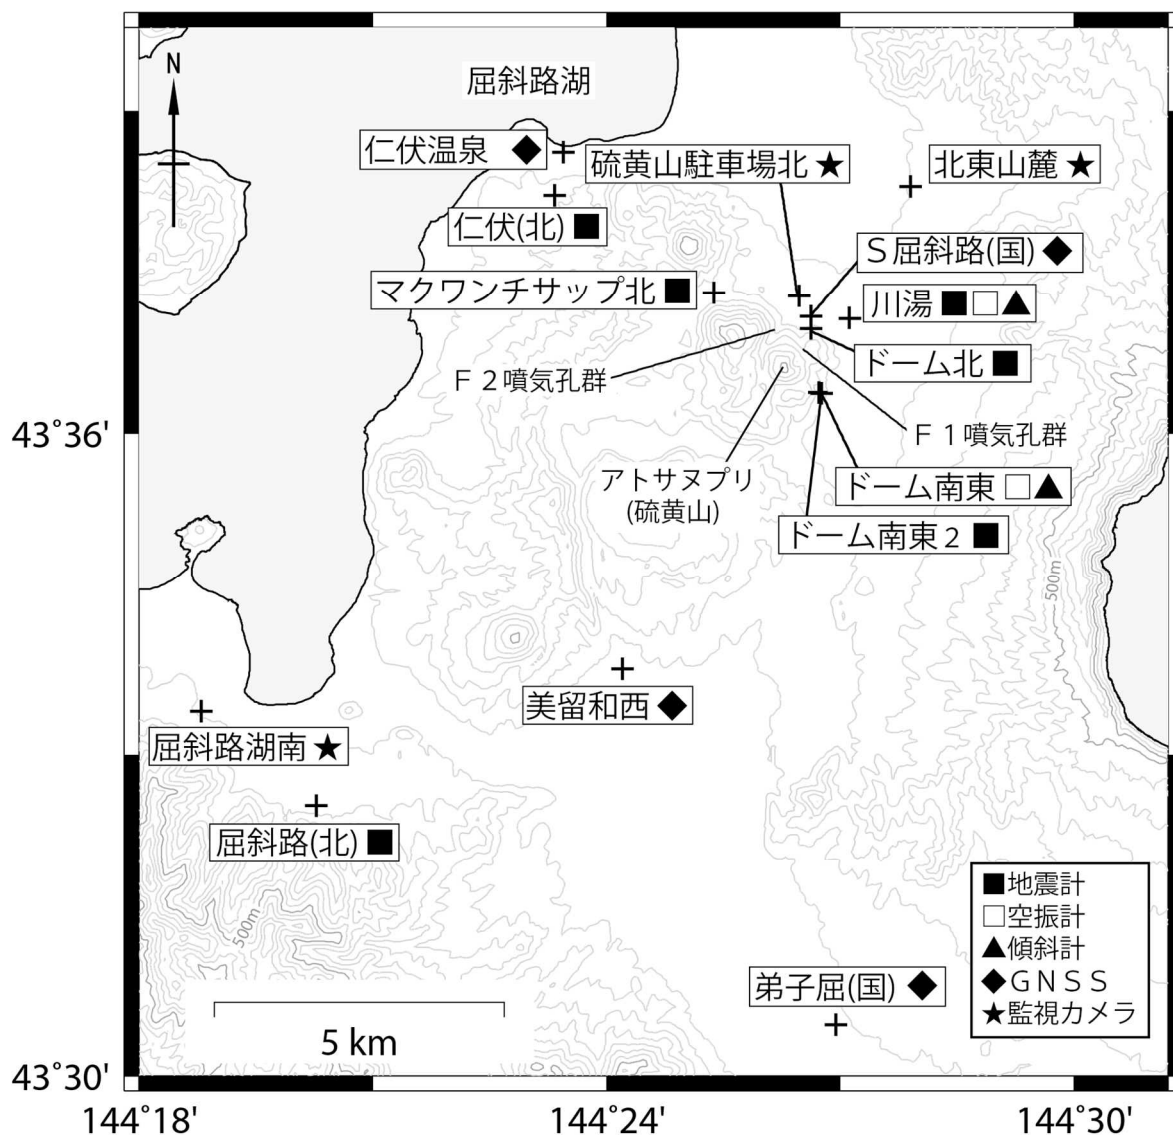 屈斜路湖
N
仁伏温泉 ◆
硫黄山駐車場北 ★
北東山麓 ★
仁伏(北) ■
S屈斜路(国) ◆
マクワンチサップ北 ■
川湯 ■□▲
ドーム北 ■
F2噴気孔群
F1噴気孔群
43°36'
アトサヌプリ
(硫黄山)
ドーム南東 □▲
ドーム南東2 ■
500m
美留和西 ◆
屈斜路湖南 ★
屈斜路(北) ■
500m
■地震計
□空振計
▲傾斜計
◆GNSS
★監視カメラ
弟子屈(国) ◆
5 km
43°30'
144°18'
144°24'
144°30'